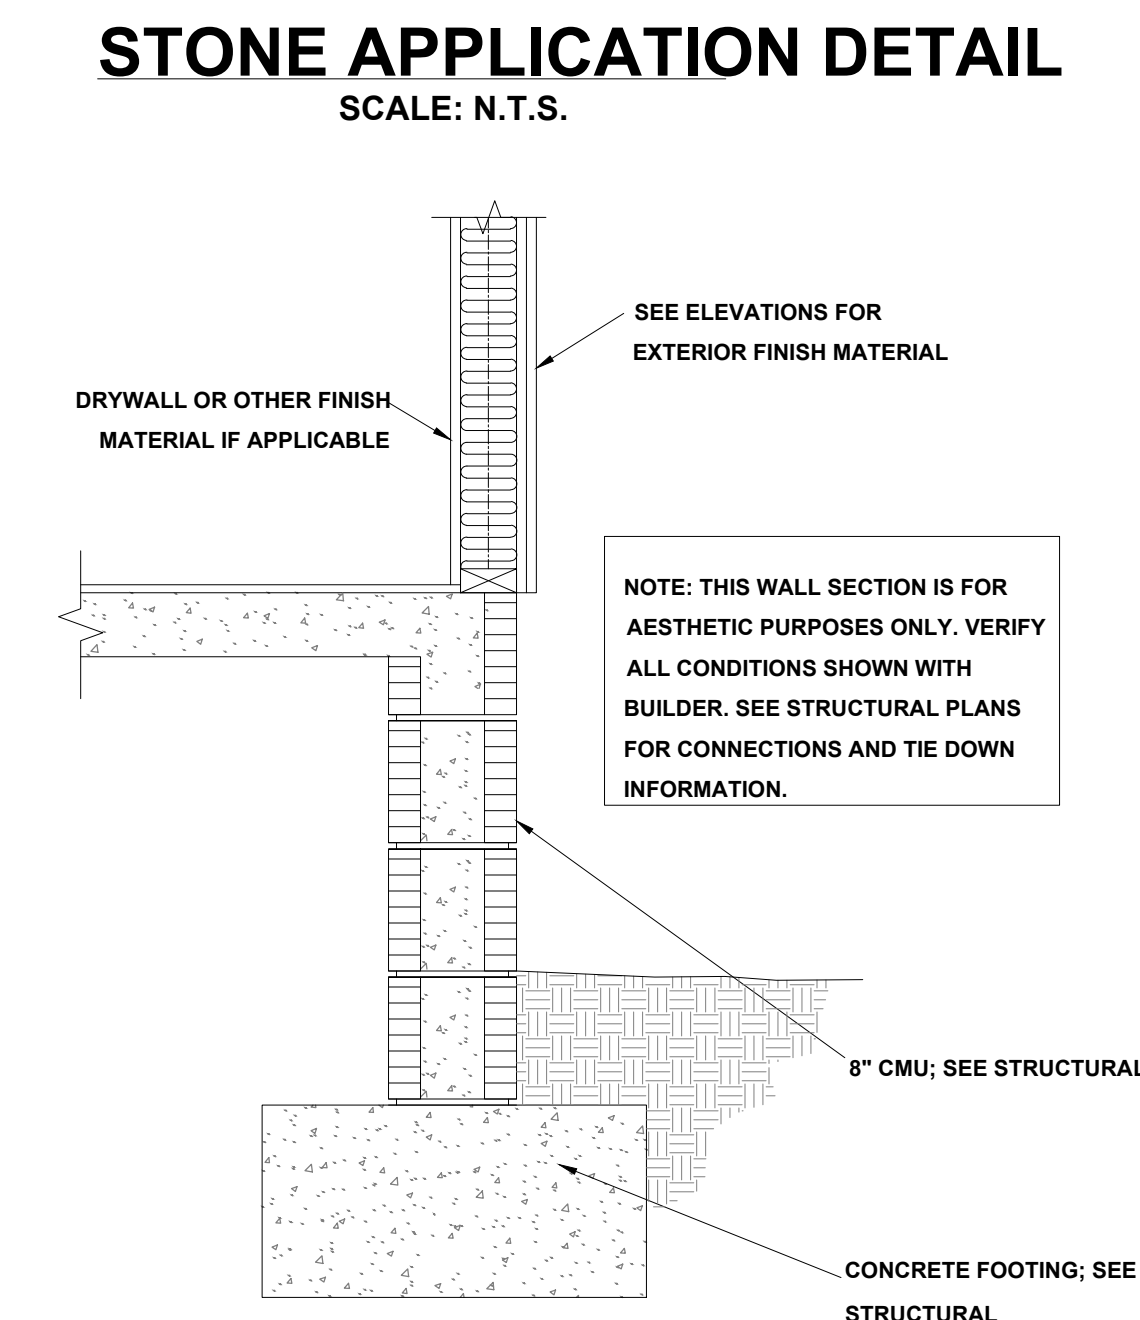 STONE APPLICATION DETAIL
SCALE: N.T.S.
SEE ELEVATIONS FOR
EXTERIOR FINISH MATERIAL
DRYWALL OR OTHER FINISH
MATERIAL IF APPLICABLE
NOTE: THIS WALL SECTION IS FOR
AESTHETIC PURPOSES ONLY. VERIFY
ALL CONDITIONS SHOWN WITH
BUILDER. SEE STRUCTURAL PLANS
FOR CONNECTIONS AND TIE DOWN
INFORMATION.
8" CMU; SEE STRUCTURAL
CONCRETE FOOTING; SEE
STRUCTURAL